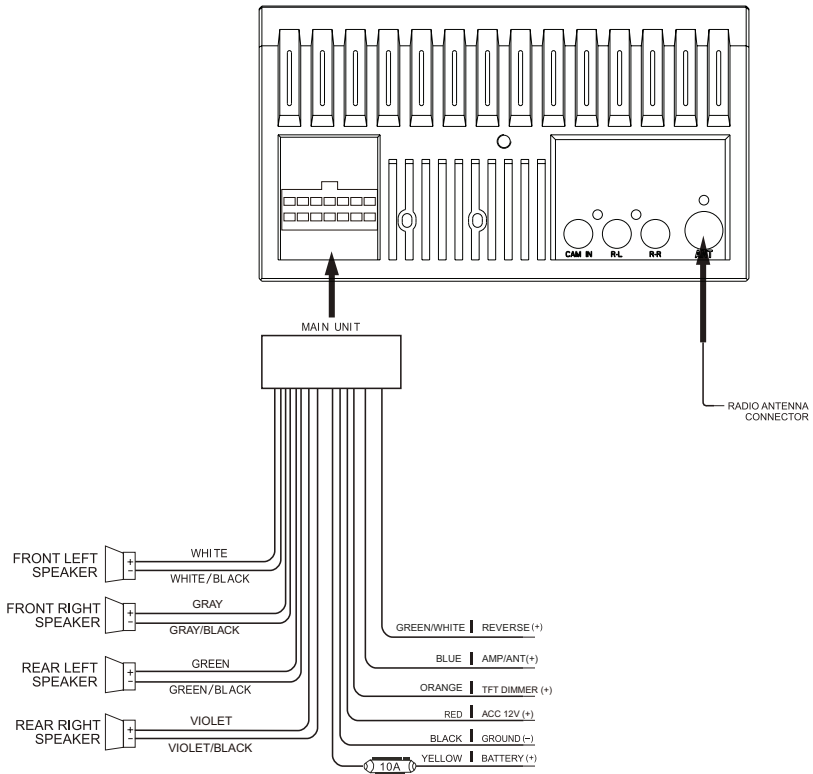 CAM IN R-L R-R ANT
MAIN UNIT
RADIO ANTENNA
CONNECTOR
FRONT LEFT
SPEAKER
+
−
WHITE
WHITE/BLACK
FRONT RIGHT
SPEAKER
+
−
GRAY
GRAY/BLACK
REAR LEFT
SPEAKER
+
−
GREEN
GREEN/BLACK
REAR RIGHT
SPEAKER
+
−
VIOLET
VIOLET/BLACK
GREEN/WHITE REVERSE (+)
BLUE AMP/ANT(+)
ORANGE TFT DIMMER (+)
RED ACC 12V (+)
BLACK GROUND (−)
YELLOW BATTERY (+)
10A